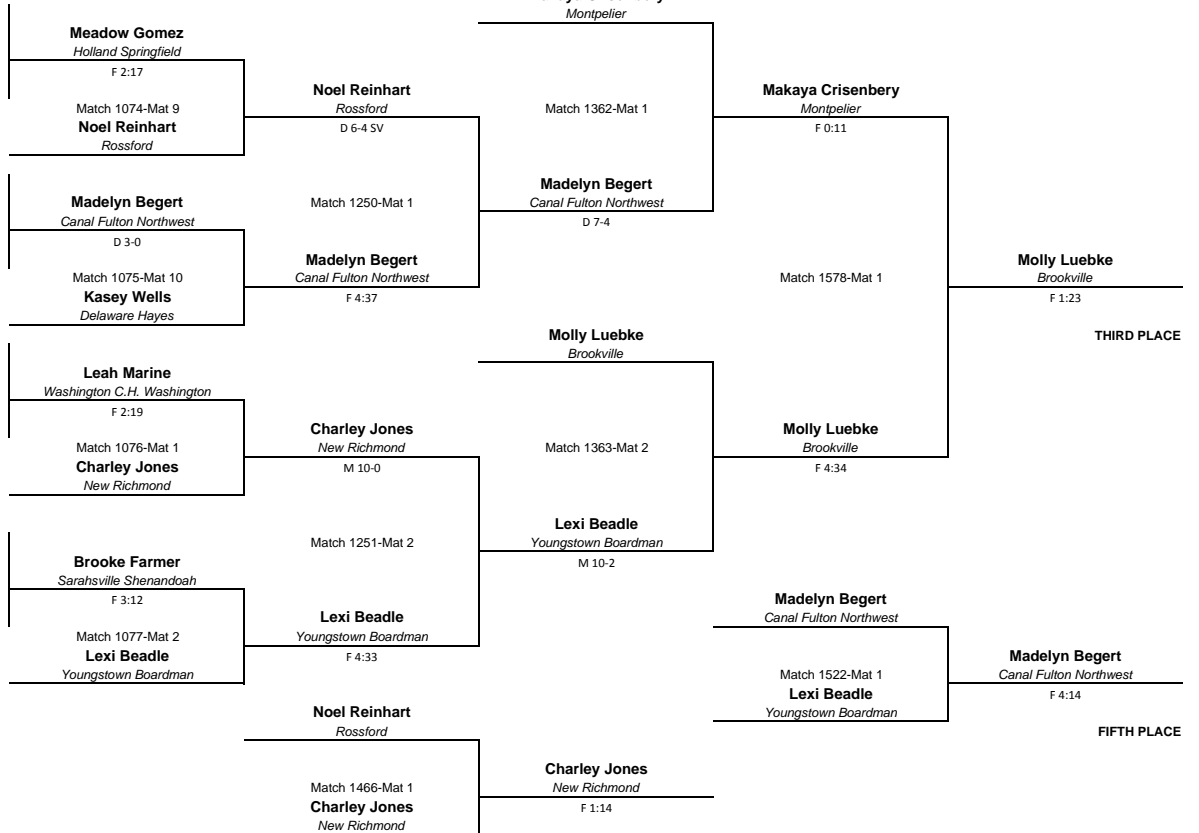 Montpelier
Meadow Gomez
Holland Springfield
F 2:17
Match 1074-Mat 9
Noel Reinhart
Rossford
Noel Reinhart
Rossford
D 6-4 SV
Match 1362-Mat 1
Makaya Crisenbery
Montpelier
F 0:11
Madelyn Begert
Canal Fulton Northwest
D 3-0
Match 1075-Mat 10
Kasey Wells
Delaware Hayes
Match 1250-Mat 1
Madelyn Begert
Canal Fulton Northwest
F 4:37
Madelyn Begert
Canal Fulton Northwest
D 7-4
Match 1578-Mat 1
Molly Luebke
Brookville
F 1:23
THIRD PLACE
Leah Marine
Washington C.H. Washington
F 2:19
Match 1076-Mat 1
Charley Jones
New Richmond
Charley Jones
New Richmond
M 10-0
Molly Luebke
Brookville
Match 1363-Mat 2
Molly Luebke
Brookville
F 4:34
Brooke Farmer
Sarahsville Shenandoah
F 3:12
Match 1077-Mat 2
Lexi Beadle
Youngstown Boardman
Match 1251-Mat 2
Lexi Beadle
Youngstown Boardman
F 4:33
Lexi Beadle
Youngstown Boardman
M 10-2
Madelyn Begert
Canal Fulton Northwest
Match 1522-Mat 1
Lexi Beadle
Youngstown Boardman
Madelyn Begert
Canal Fulton Northwest
F 4:14
FIFTH PLACE
Noel Reinhart
Rossford
Match 1466-Mat 1
Charley Jones
New Richmond
Charley Jones
New Richmond
F 1:14